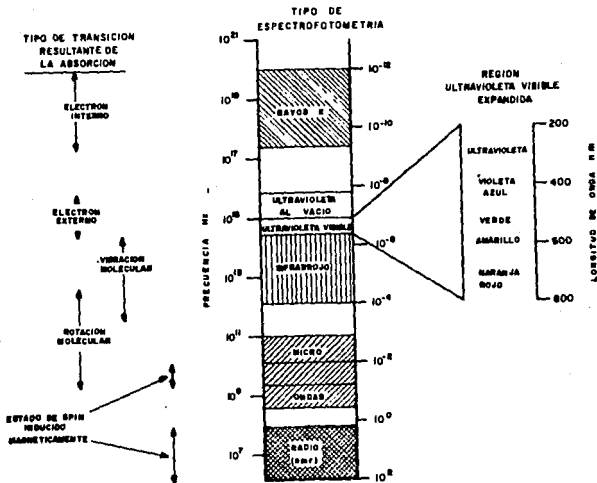 TIPO DE TRANSICION
RESULTANTE DE
LA ABSORCION
ELECTRON
INTERNO
ELECTRON
EXTERNO
VIBRACION
MOLECULAR
ROTACION
MOLECULAR
ESTADO DE SPIN
INDUCIDO
MAGNETICAMENTE
TIPO DE
ESPECTROFOTOMETRIA
FRECUENCIA Hz
10²¹
10¹⁷
10¹³
10¹¹
10⁹
10⁷
RAYOS X
ULTRAVIOLETA
AL VACIO
ULTRAVIOLETA VISIBLE
INFRAROJO
MICRO
ONDAS
RADIO
(nmr)
10⁻¹²
10⁻¹⁰
10⁻⁸
10⁻⁶
10⁻⁴
10⁻²
10⁰
10²
REGION
ULTRAVIOLETA VISIBLE
EXPANDIDA
ULTRAVIOLETA
VIOLETA
AZUL
VERDE
AMARILLO
NARANJA
ROJO
200
400
600
800
LONGITUD DE ONDA